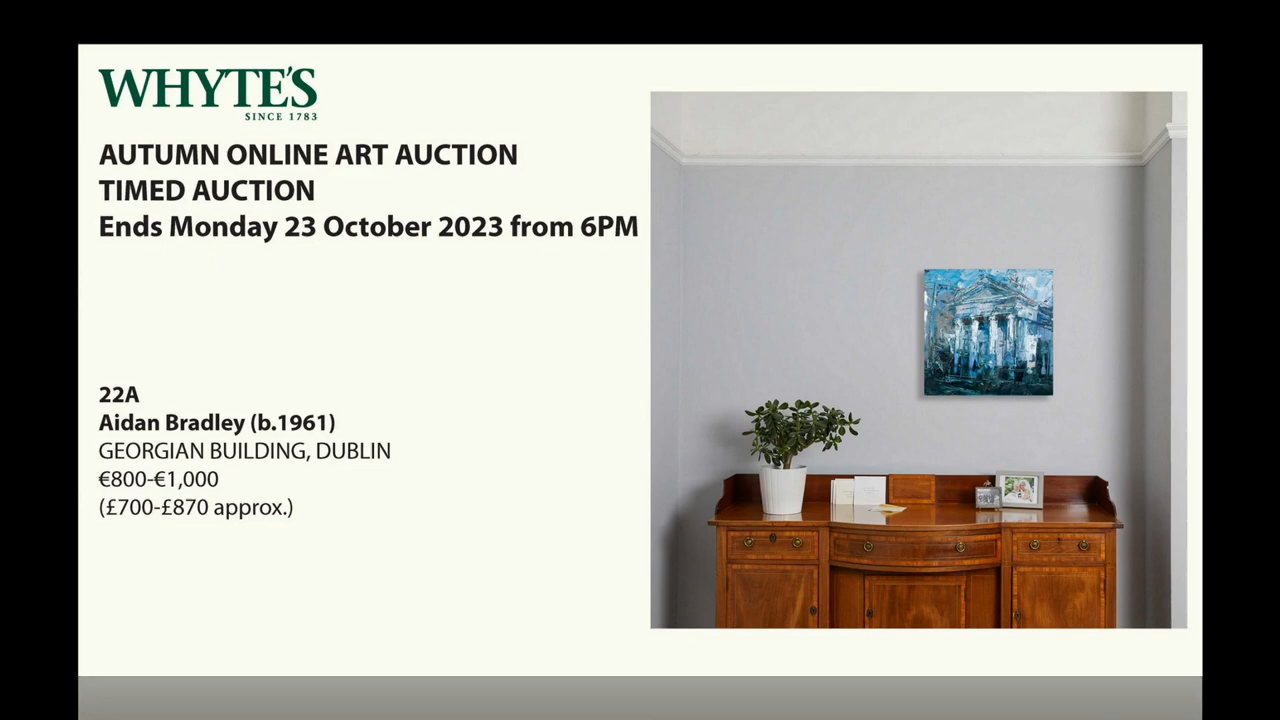 WHYTE'S
SINCE 1783
AUTUMN ONLINE ART AUCTION
TIMED AUCTION
Ends Monday 23 October 2023 from 6PM
22A
Aidan Bradley (b.1961)
GEORGIAN BUILDING, DUBLIN
€800-€1,000
(£700-£870 approx.)